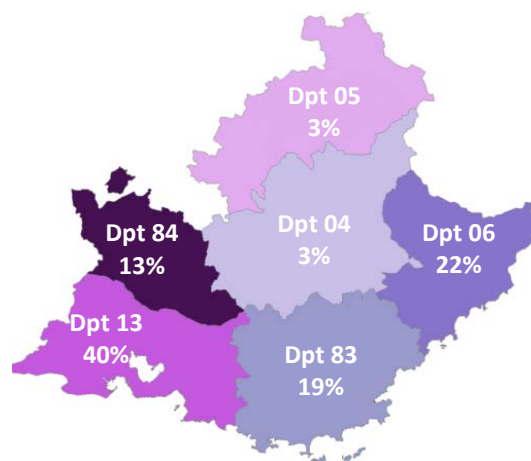 Dpt 05
3%
Dpt 84
13%
Dpt 04
3%
Dpt 06
22%
Dpt 13
40%
Dpt 83
19%